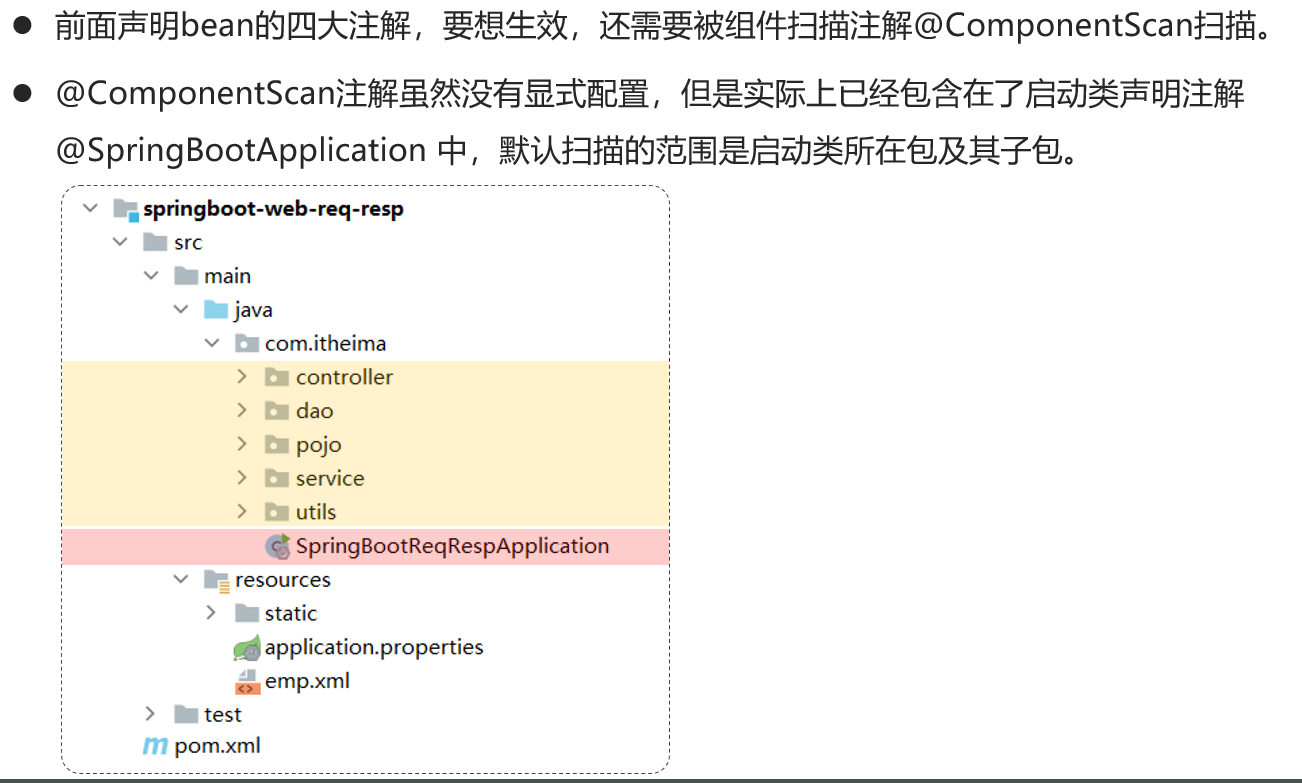 ● 前面声明bean的四大注解，要想生效，还需要被组件扫描注解@ComponentScan扫描。
● @ComponentScan注解虽然没有显式配置，但是实际上已经包含在了启动类声明注解
@SpringBootApplication 中，默认扫描的范围是启动类所在包及其子包。
springboot-web-req-resp
src
main
java
com.itheima
controller
dao
pojo
service
utils
SpringBootReqRespApplication
resources
static
application.properties
emp.xml
test
pom.xml